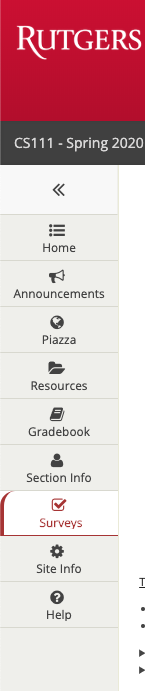 RUTGERS
CS111 - Spring 2020
Home
Announcements
Piazza
Resources
Gradebook
Section Info
Surveys
Site Info
Help